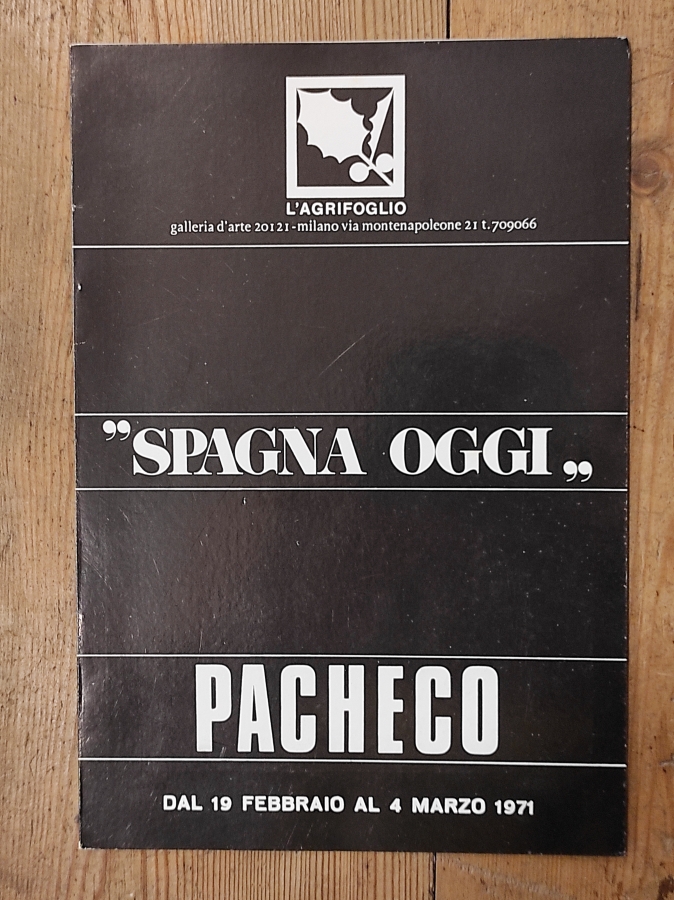 L'AGRIFOGLIO
galleria d'arte 20121-milano via montenapoleone 21 t.709066
”SPAGNA OGGI„
PACHECO
DAL 19 FEBBRAIO AL 4 MARZO 1971